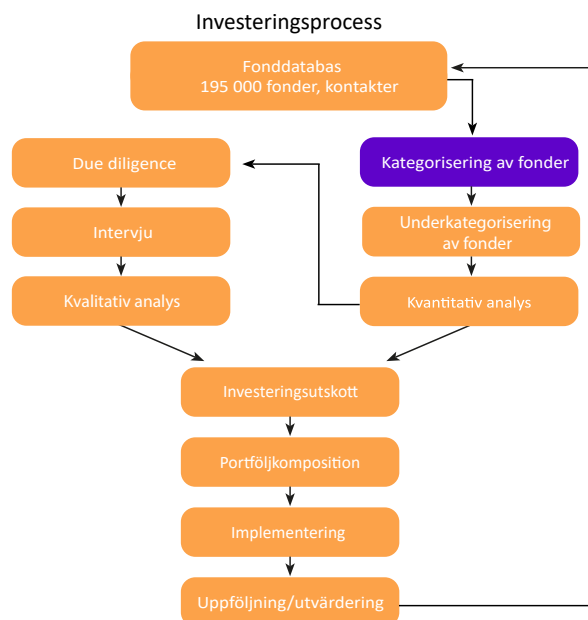 Investeringsprocess
Fonddatabas
195 000 fonder, kontakter
Kategorisering av fonder
Underkategorisering
av fonder
Kvantitativ analys
Due diligence
Intervju
Kvalitativ analys
Investeringsutskott
Portföljkomposition
Implementering
Uppföljning/utvärdering